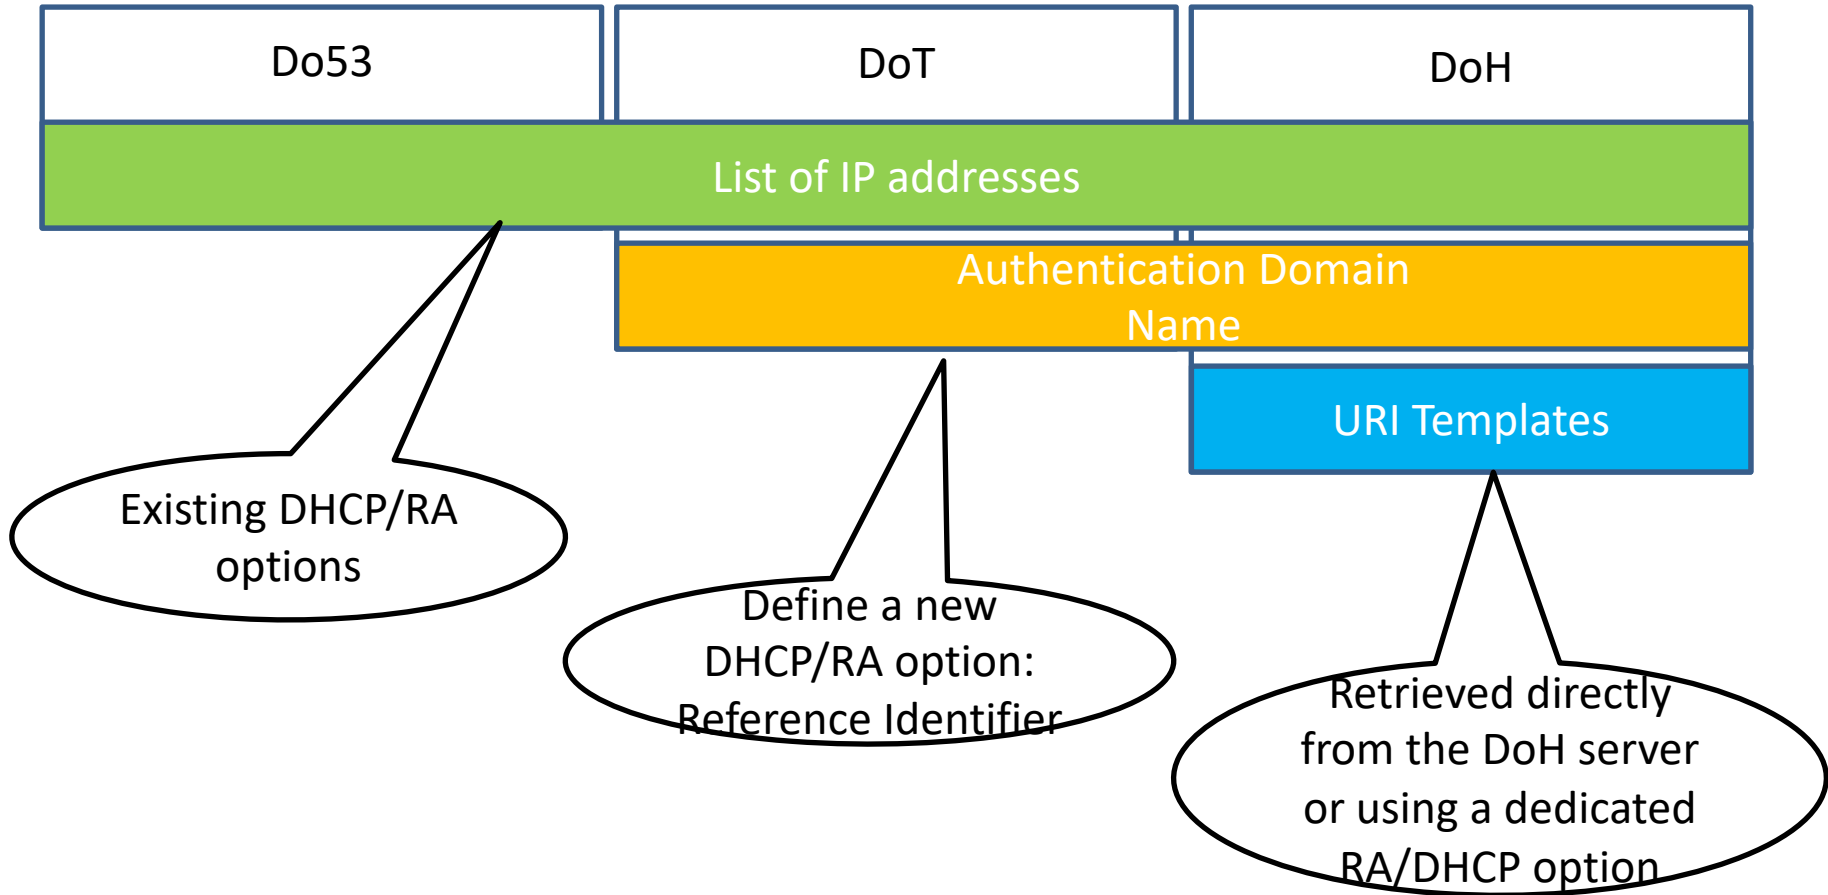 Do53
DoT
DoH
List of IP addresses
Authentication Domain
Name
URI Templates
Existing DHCP/RA
options
Define a new
DHCP/RA option:
Reference Identifier
Retrieved directly
from the DoH server
or using a dedicated
RA/DHCP option